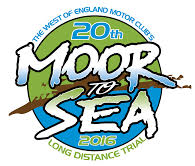 THE WEST OF ENGLAND MOTOR CLUB'S
20th
MOOR
TO
SEA
2016
LONG DISTANCE TRIAL